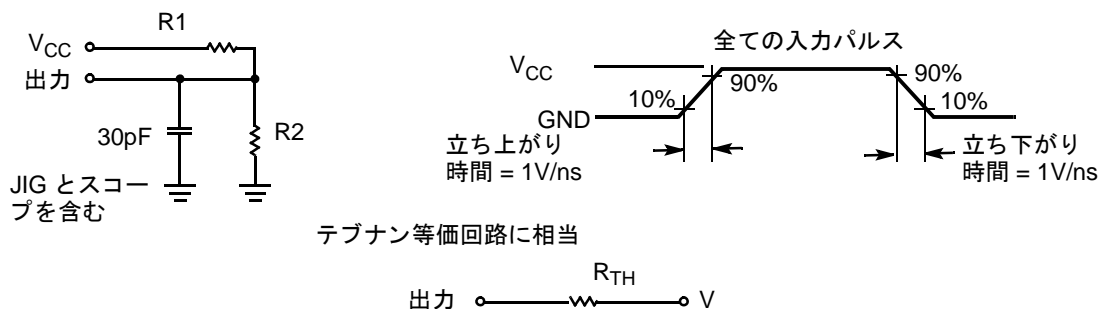 R1
VCC
出力
30pF
R2
JIG とスコー
プを含む
全ての入力パルス
VCC
GND
10%
90%
90%
10%
立ち上がり
時間 = 1V/ns
立ち下がり
時間 = 1V/ns
テブナン等価回路に相当
RTH
出力
V